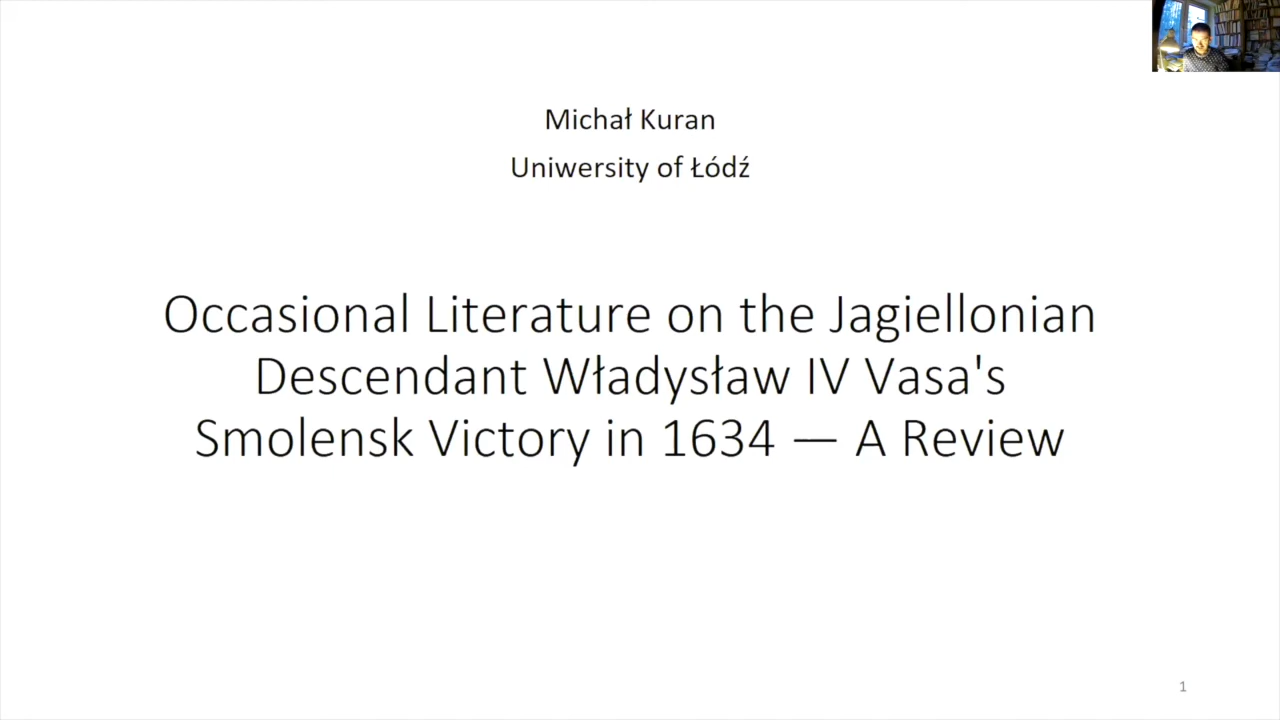 Michał Kuran
Uniwersity of Łódź
Occasional Literature on the Jagiellonian
Descendant Władysław IV Vasa's
Smolensk Victory in 1634 — A Review
1